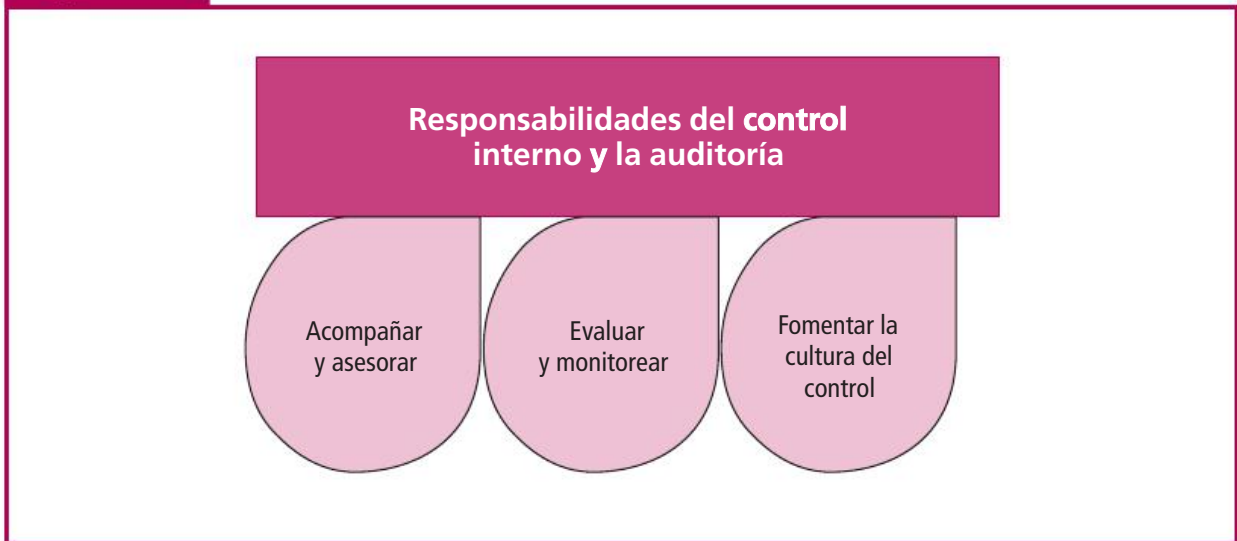 Responsabilidades del control
interno y la auditoría
Acompañar
y asesorar
Evaluar
y monitorear
Fomentar la
cultura del
control